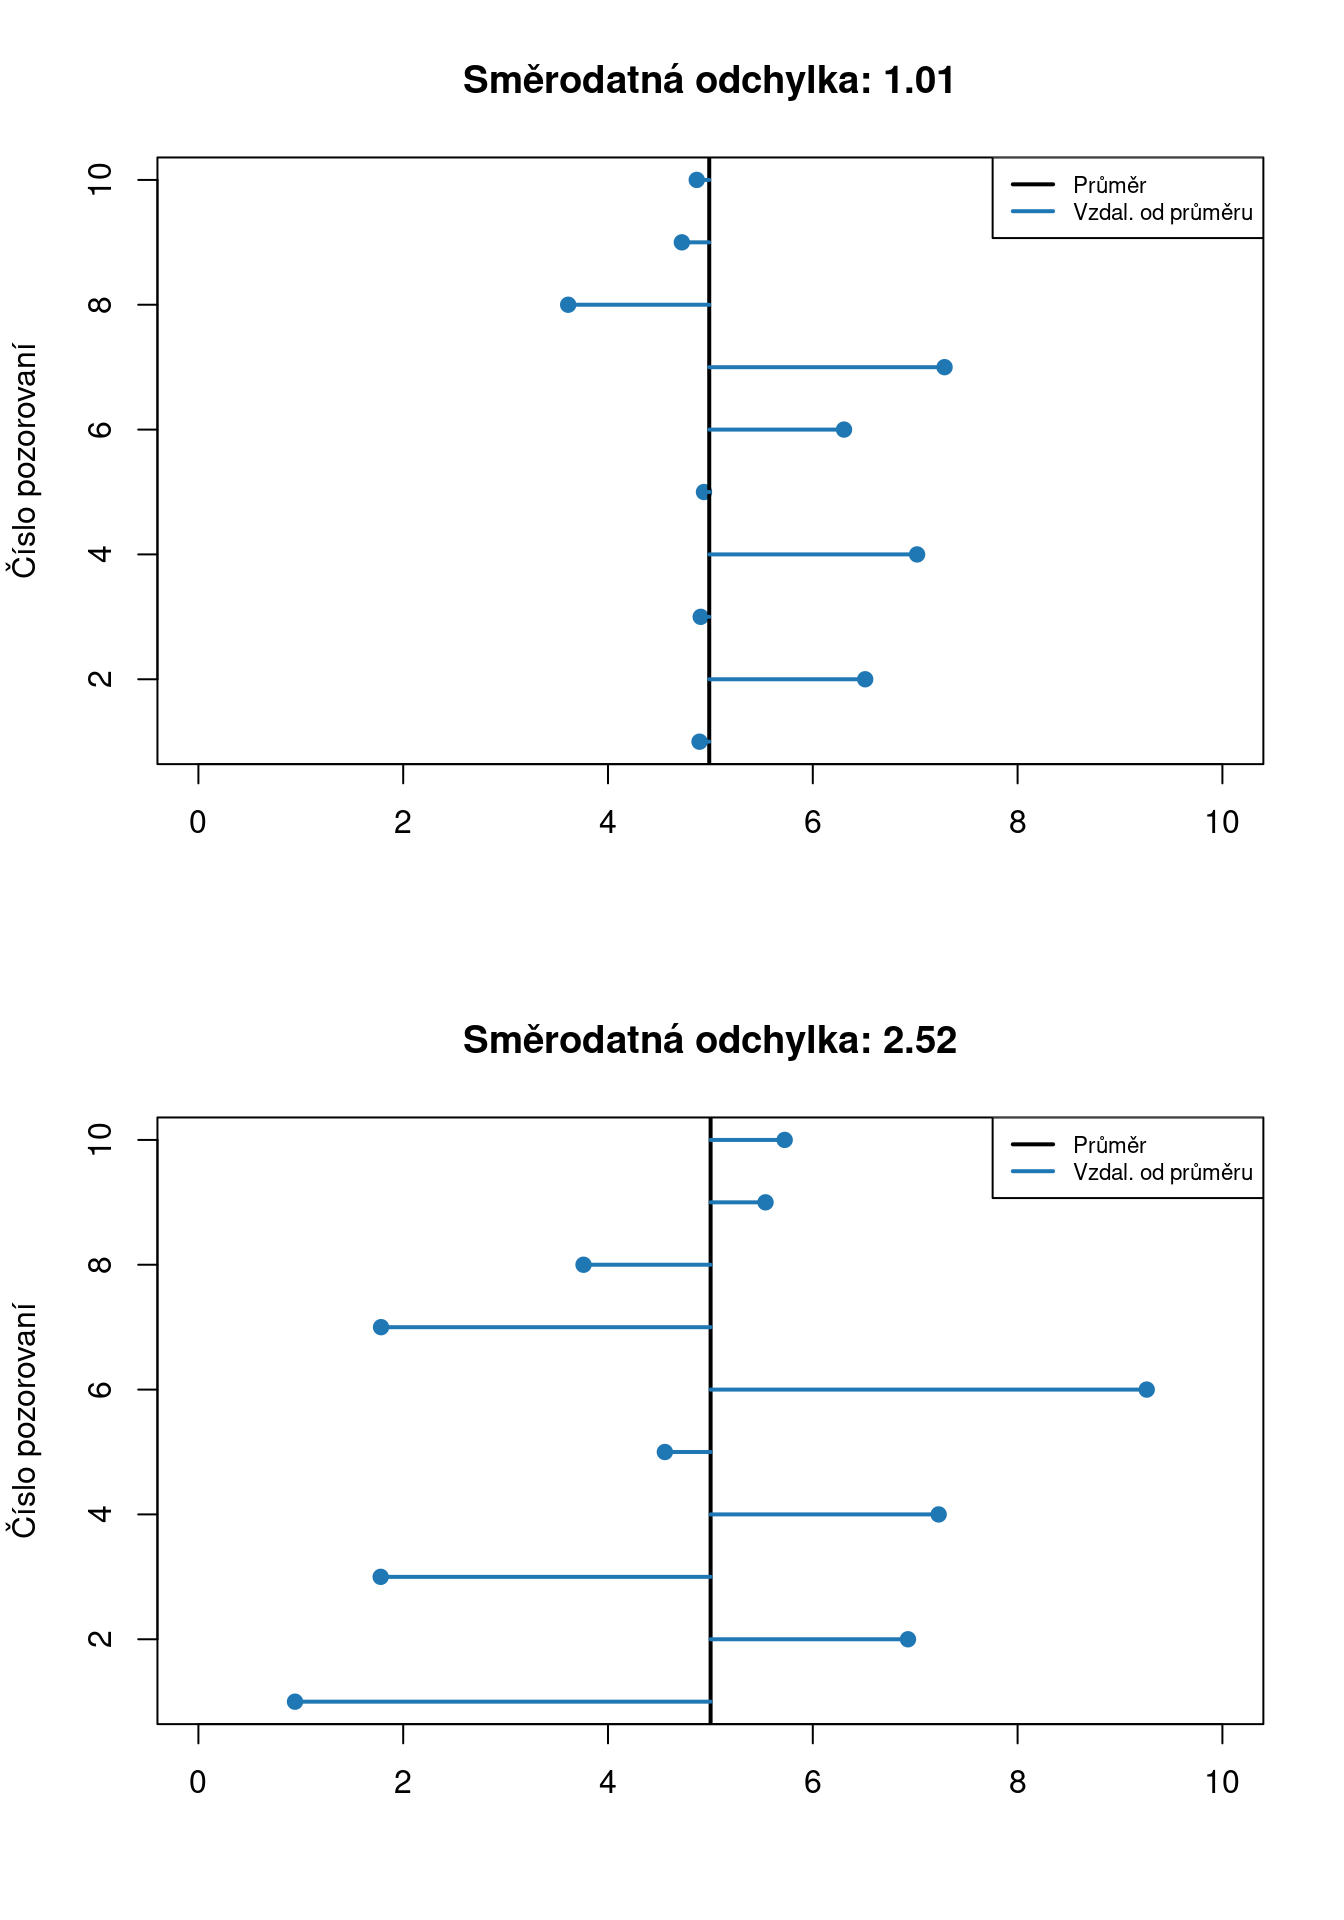 Směrodatná odchylka: 1.01
Průměr
Vzdal. od průměru
Číslo pozorovaní
10
8
6
4
2
0 2 4 6 8 10
Směrodatná odchylka: 2.52
Průměr
Vzdal. od průměru
Číslo pozorovaní
10
8
6
4
2
0 2 4 6 8 10